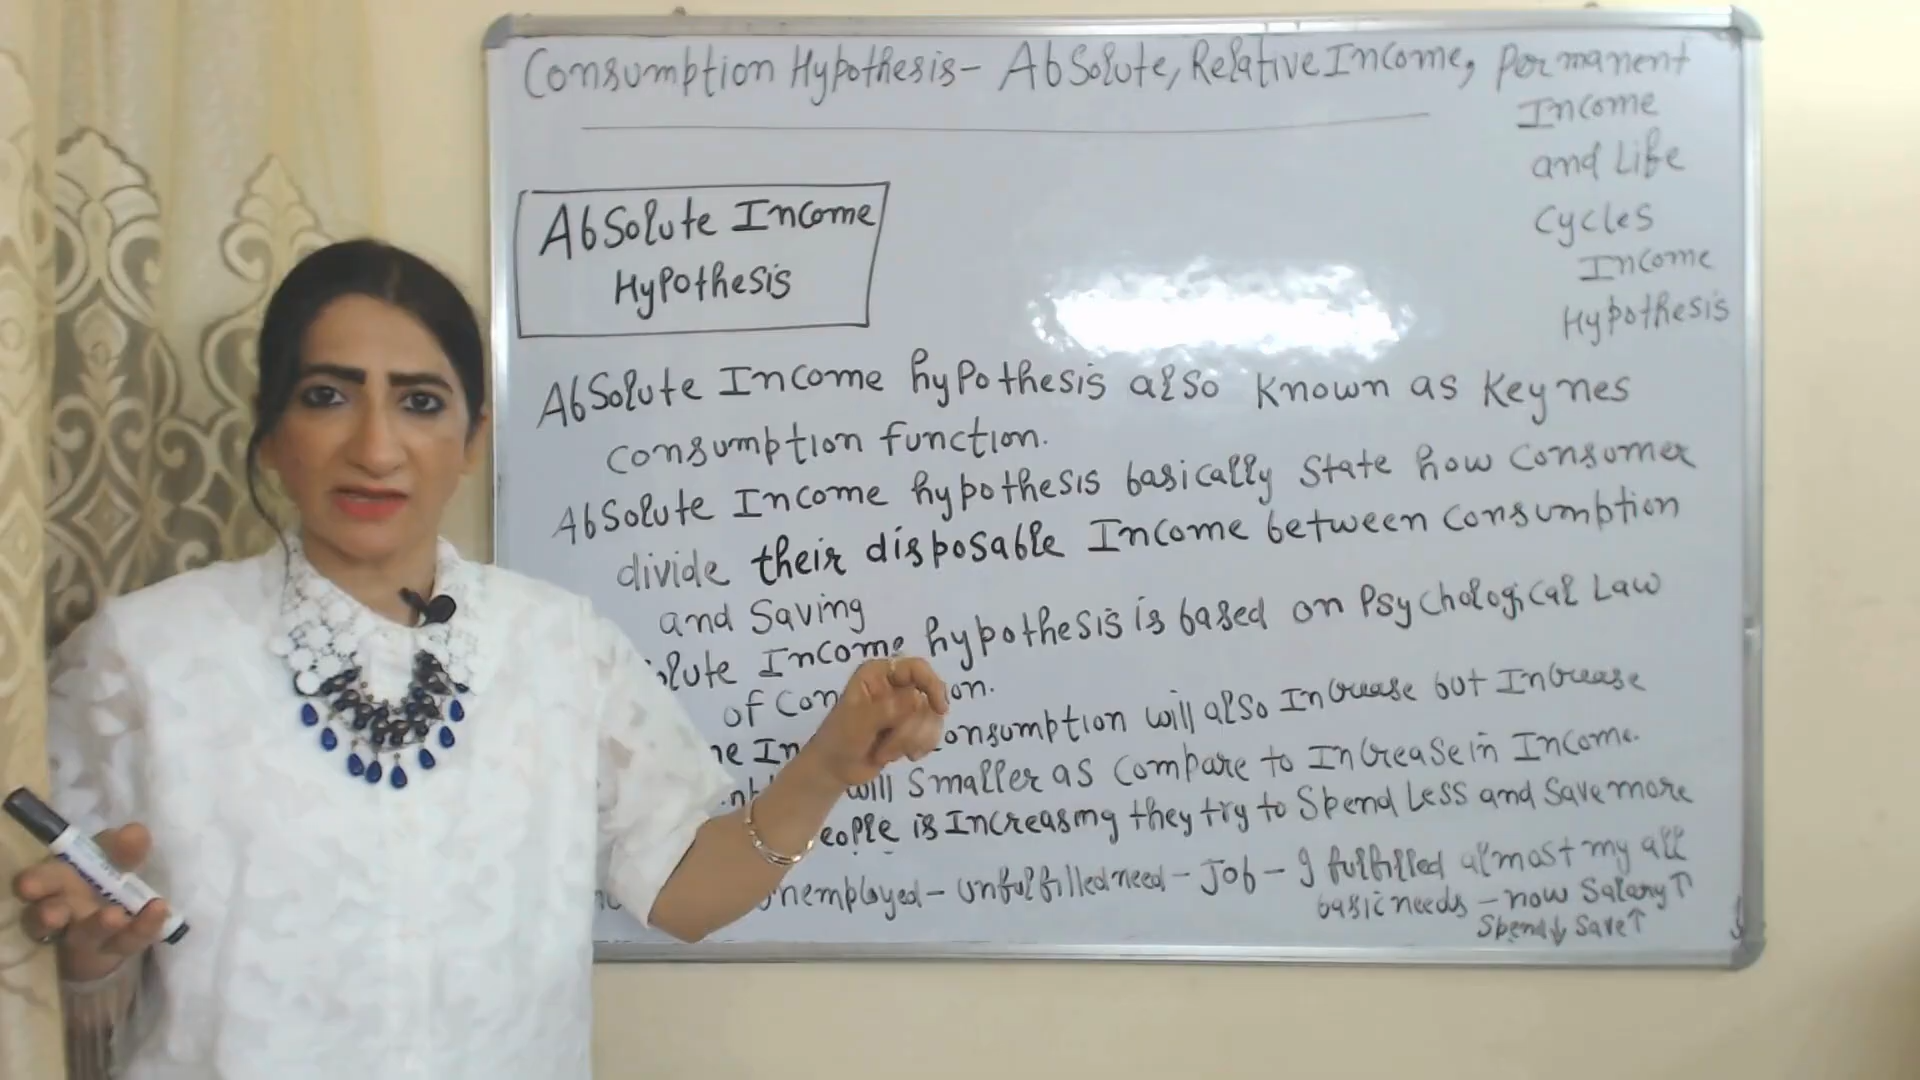 Consumption Hypothesis - Absolute, Relative Income, Permanent
Income
and Life
Cycles
Income
Hypothesis
Absolute Income
Hypothesis
Absolute Income hypothesis also known as Keynes
consumption function.
Absolute Income hypothesis basically State how Consumer
divide their disposable Income between consumption
and Saving
Income hypothesis is based on Psychological Law
of
consumption will also Increase but Increase
will Smaller as compare to Increase in Income.
is Increasing they try to Spend Less and Save more
- Unfulfilled need - Job - I fulfilled almost my all
basic needs - now Salary ↑
Spend ↓ Save ↑